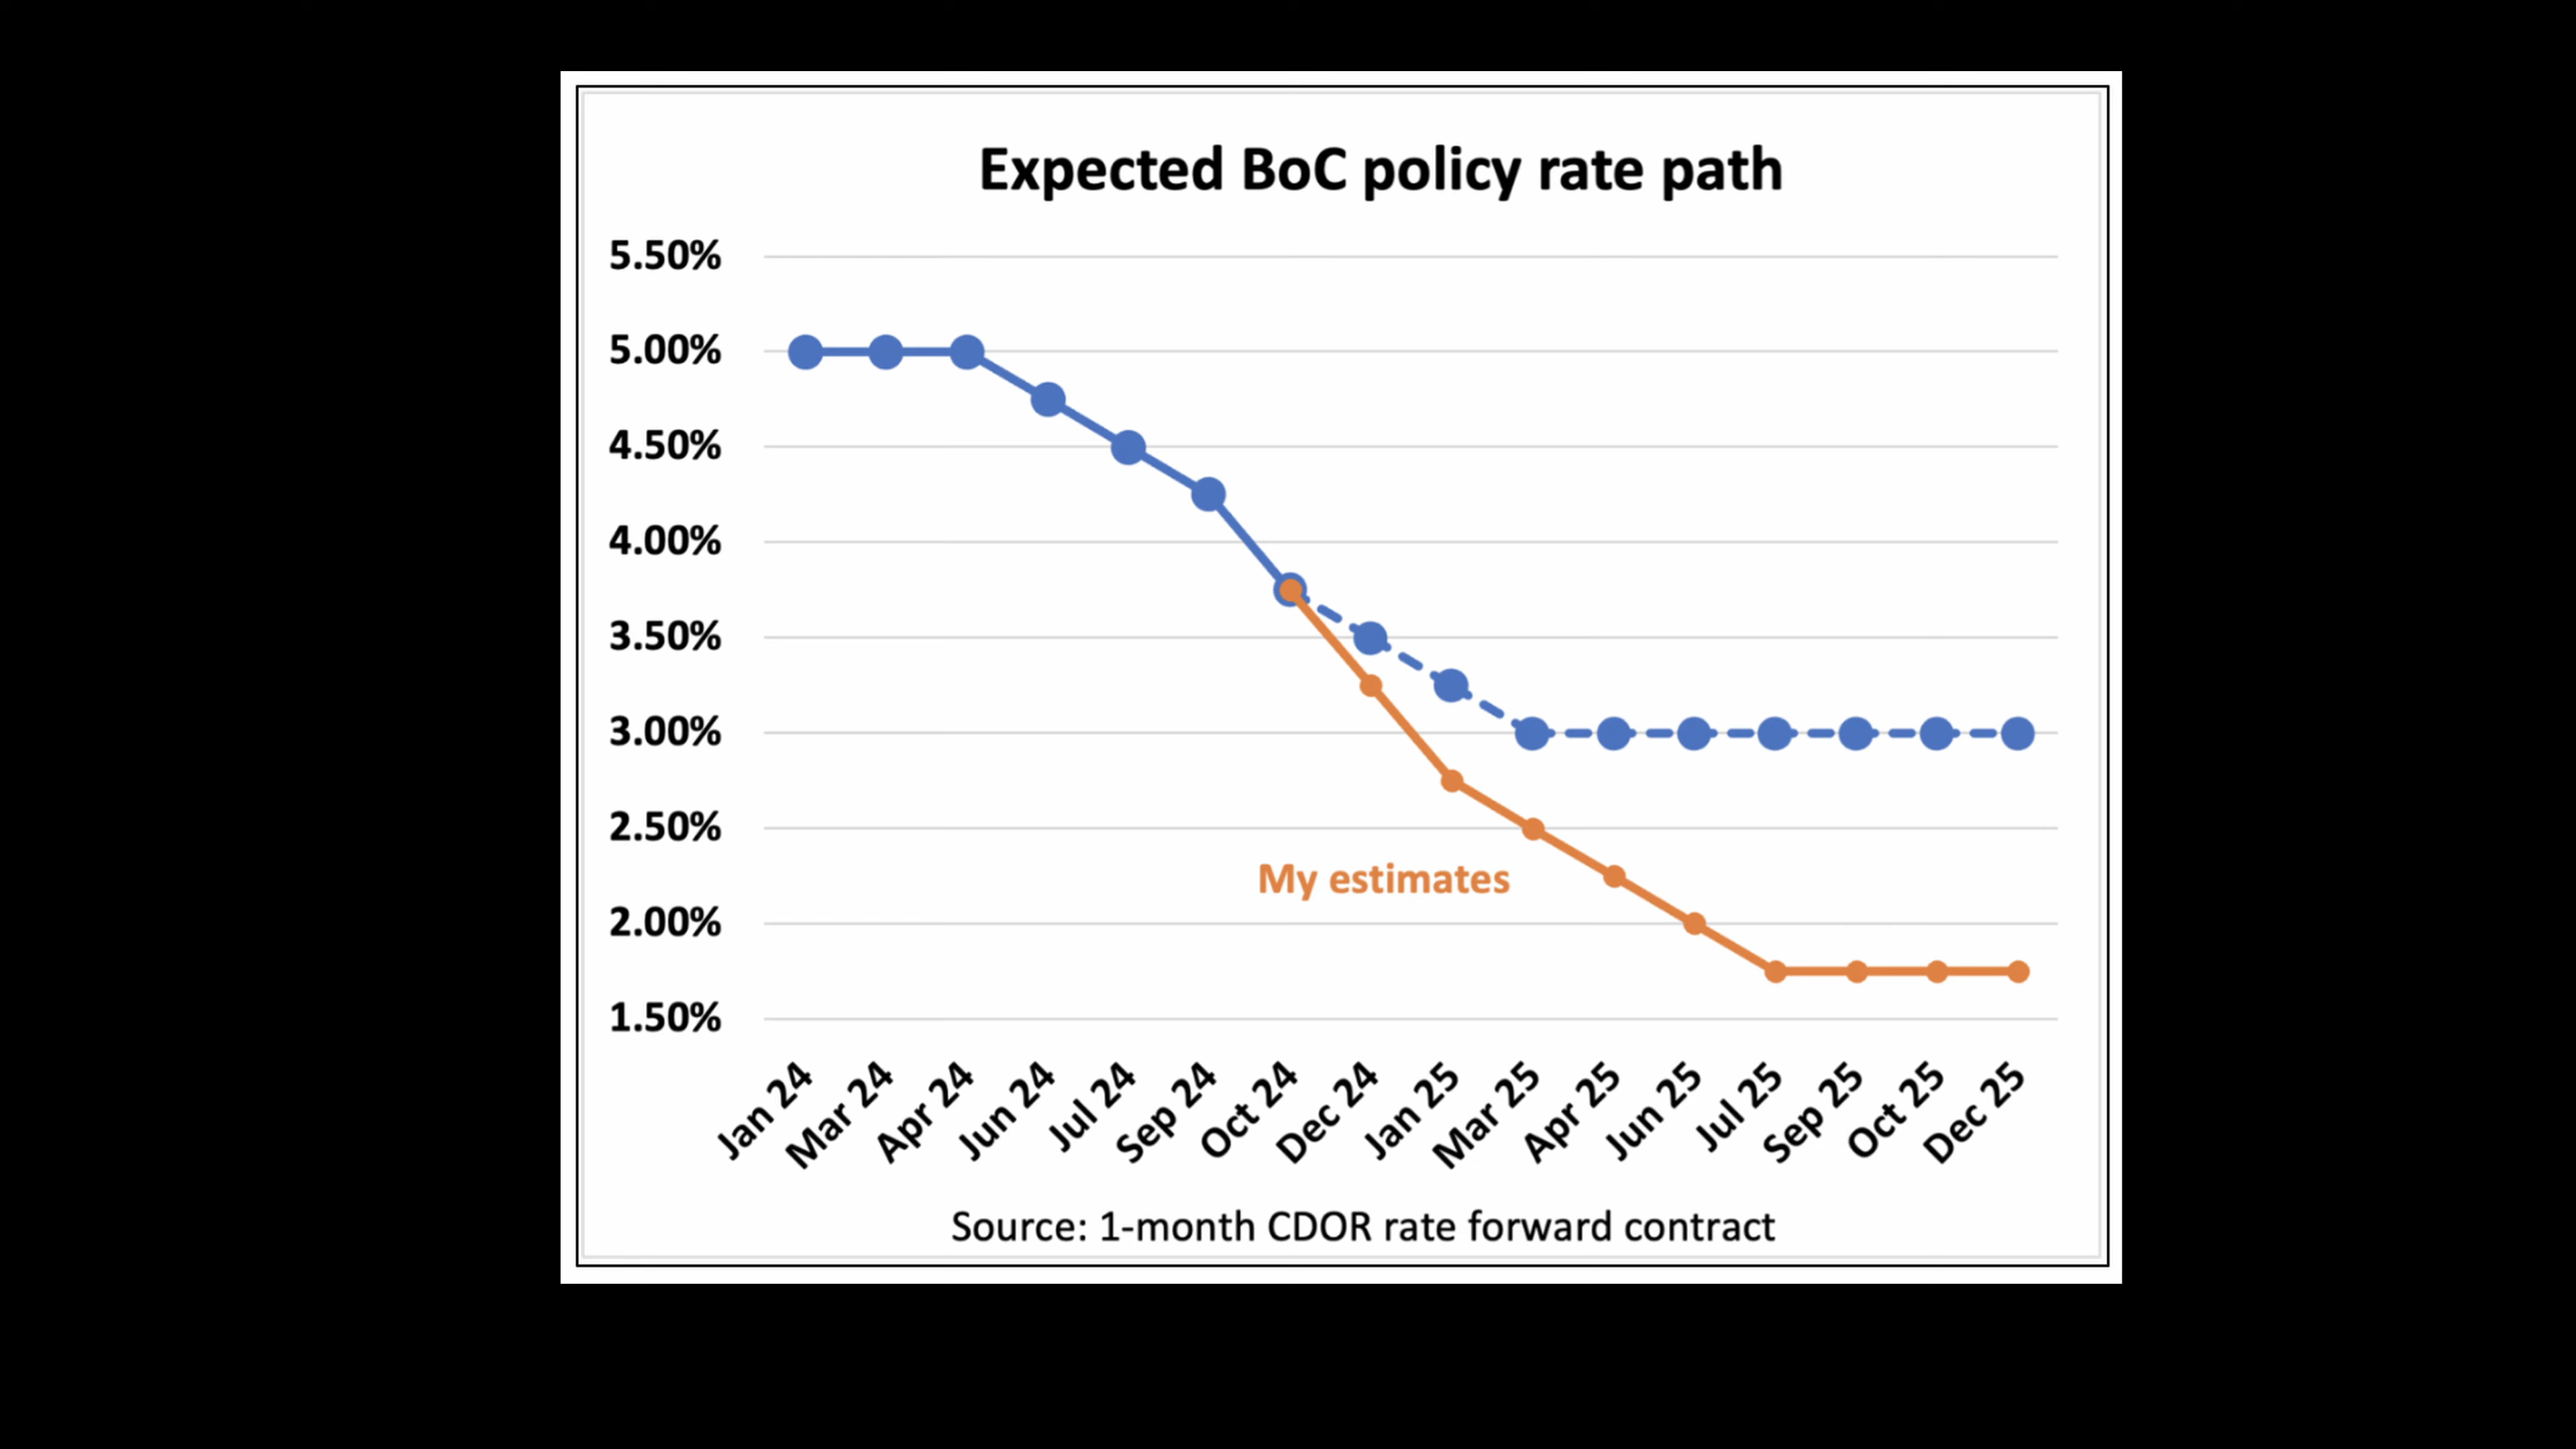 Expected BoC policy rate path
5.50%
5.00%
4.50%
4.00%
3.50%
3.00%
2.50%
My estimates
2.00%
1.50%
Jan 24
Mar 24
Apr 24
Jun 24
Jul 24
Sep 24
Oct 24
Dec 24
Jan 25
Mar 25
Apr 25
Jun 25
Jul 25
Sep 25
Oct 25
Dec 25
Source: 1-month CDOR rate forward contract